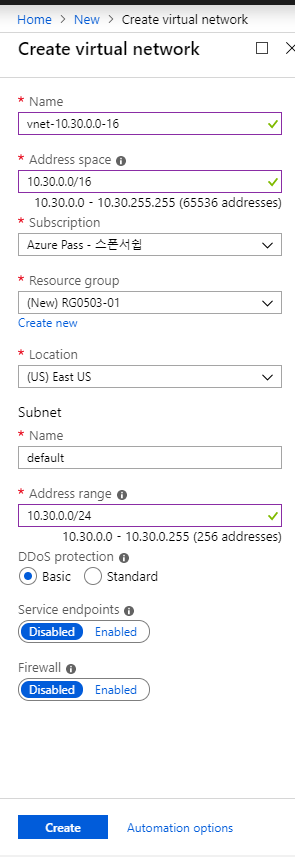 Home > New > Create virtual network
Create virtual network
* Name
vnet-10.30.0.0-16
* Address space
10.30.0.0/16
10.30.0.0 - 10.30.255.255 (65536 addresses)
* Subscription
Azure Pass - 스폰서쉽
* Resource group
(New) RG0503-01
Create new
* Location
(US) East US
Subnet
* Name
default
* Address range
10.30.0.0/24
10.30.0.0 - 10.30.0.255 (256 addresses)
DDoS protection
Basic Standard
Service endpoints
Disabled Enabled
Firewall
Disabled Enabled
Create Automation options